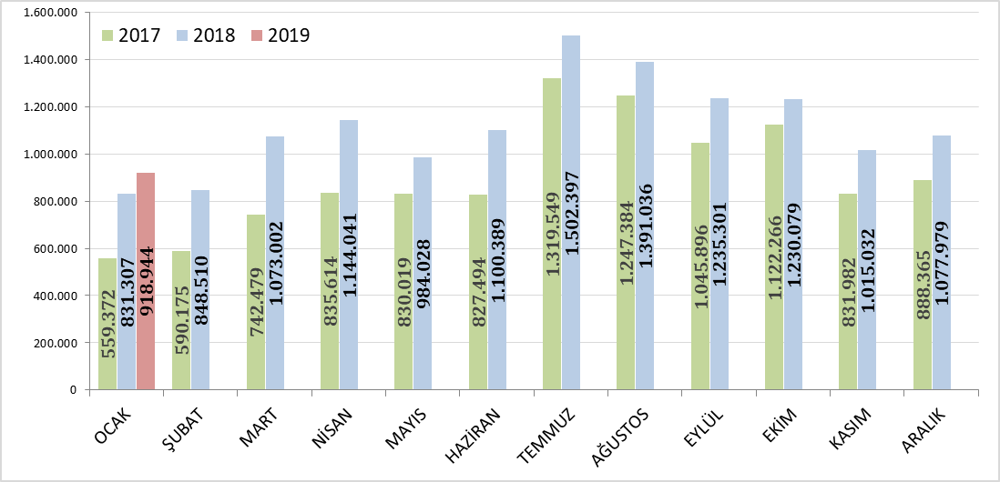 1.600.000
1.400.000
1.200.000
1.000.000
800.000
600.000
400.000
200.000
0
2017 2018 2019
559.372 831.307 918.944
590.175 848.510
742.479 1.073.002
835.614 1.144.041
830.019 984.028
827.494 1.100.389
1.319.549 1.502.397
1.247.384 1.391.036
1.045.896 1.235.301
1.122.266 1.230.079
831.982 1.015.032
888.365 1.077.979
OCAK
ŞUBAT
MART
NİSAN
MAYIS
HAZİRAN
TEMMUZ
AĞUSTOS
EYLÜL
EKİM
KASIM
ARALIK